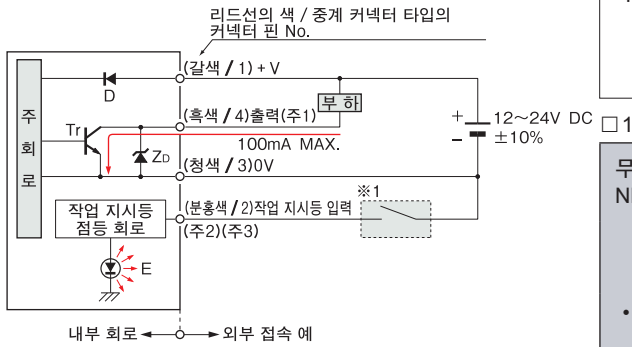 리드선의 색 / 중계 커넥터 타입의
커넥터 핀 No.
(갈색 / 1) + V
D
부 하
(흑색 / 4)출력(주1)
주 회 로
Tr
ZD
100mA MAX.
+
−
12~24V DC
±10%
(청색 / 3)0V
※1
작업 지시등
점등 회로
(분홍색 / 2)작업 지시등 입력
(주2)(주3)
E
내부 회로
외부 접속 예
□1
무
N
•